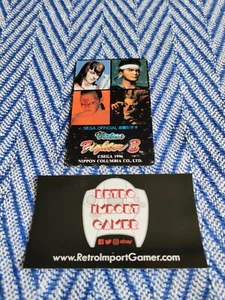 SEGA OFFICIAL
Virtua
Fighter 3
©SEGA 1996
NIPPON COLUMBIA CO., LTD.
RETRO
IMPORT
GAMER
ebay
www.RetroImportGamer.com